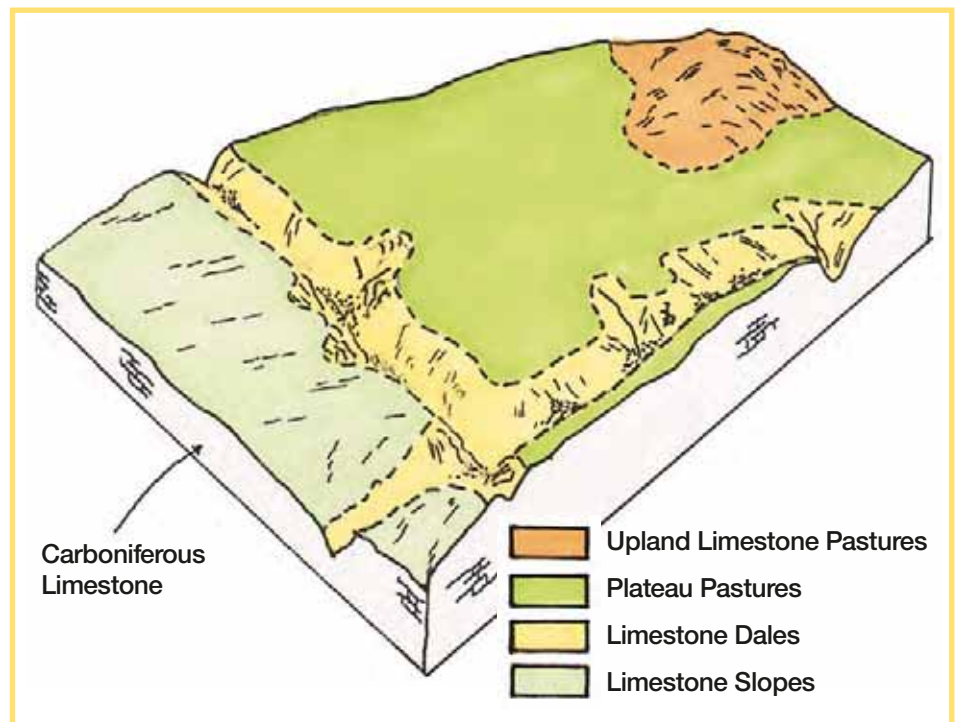 Carboniferous
Limestone
Upland Limestone Pastures
Plateau Pastures
Limestone Dales
Limestone Slopes